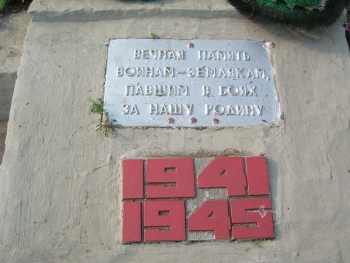 ВЕЧНАЯ ПАМЯТЬ
ВОИНАМ-ЗЕМЛЯКАМ,
ПАВШИМ В БОЯХ
ЗА НАШУ РОДИНУ
1941
1945